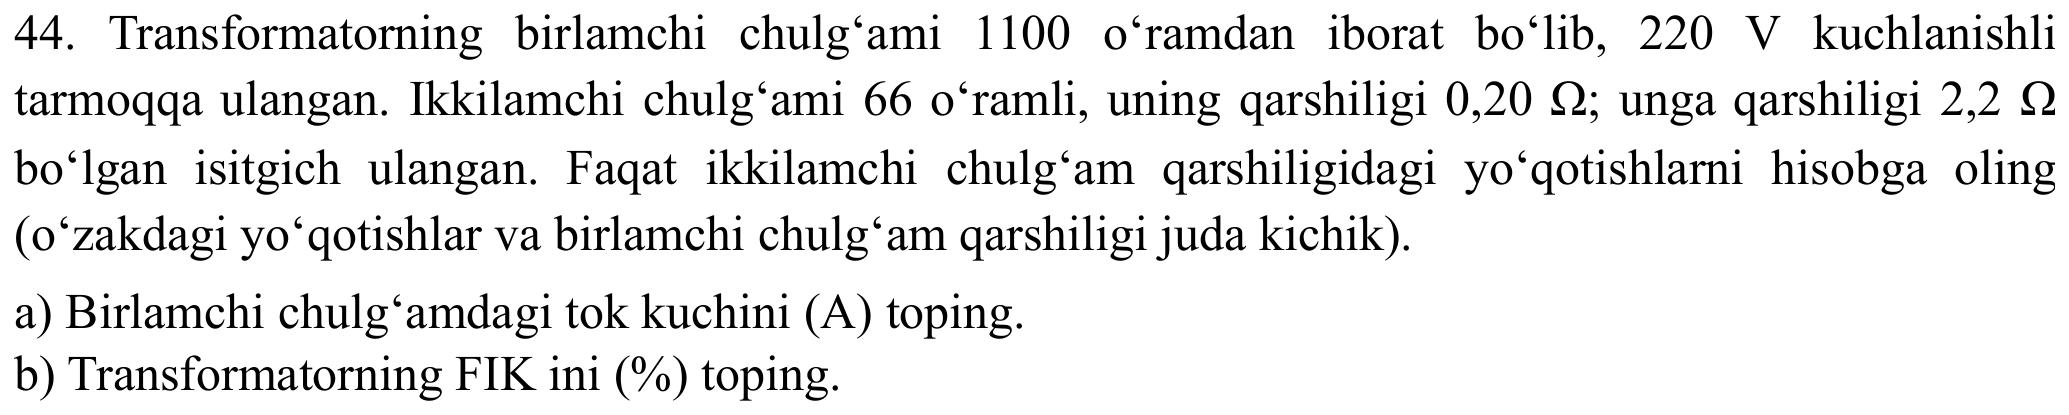 44. Transformatorning birlamchi chulg‘ami 1100 o‘ramdan iborat bo‘lib, 220 V kuchlanishli
tarmoqqa ulangan. Ikkilamchi chulg‘ami 66 o‘ramli, uning qarshiligi 0,20 Ω; unga qarshiligi 2,2 Ω
bo‘lgan isitgich ulangan. Faqat ikkilamchi chulg‘am qarshiligidagi yo‘qotishlarni hisobga oling
(o‘zakdagi yo‘qotishlar va birlamchi chulg‘am qarshiligi juda kichik).
a) Birlamchi chulg‘amdagi tok kuchini (A) toping.
b) Transformatorning FIK ini (%) toping.